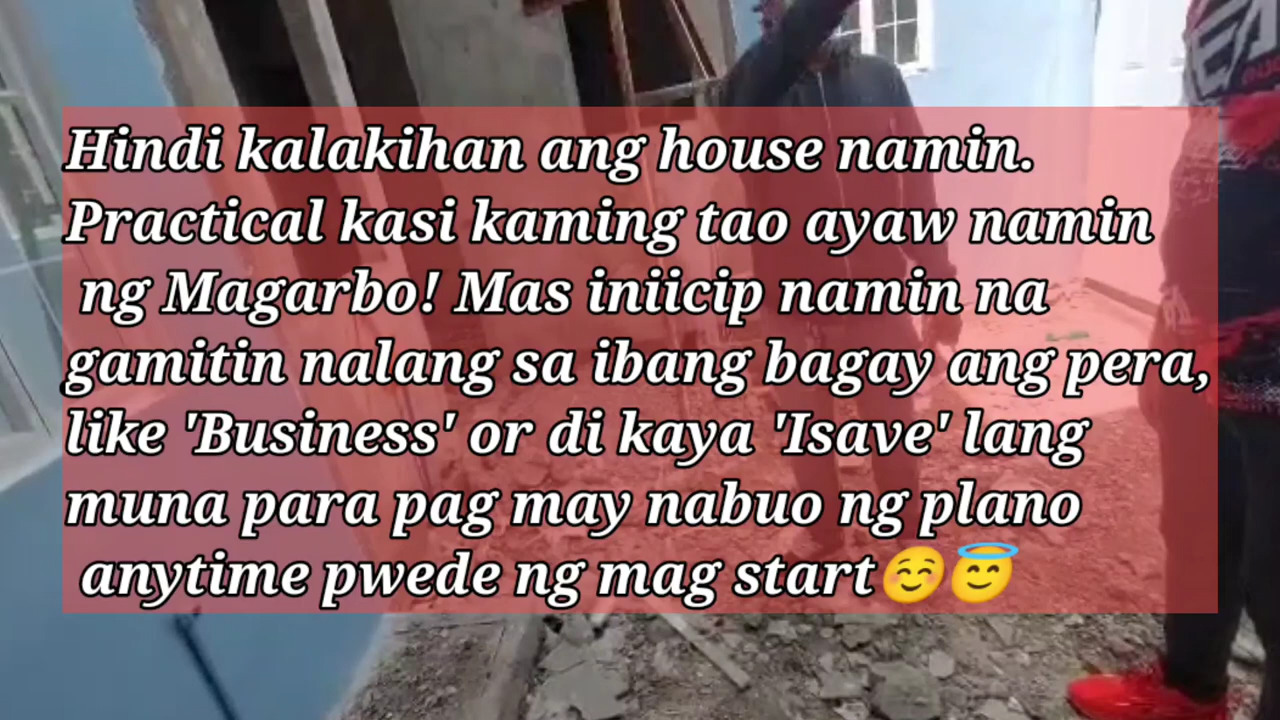 Hindi kalakihan ang house namin.
Practical kasi kaming tao ayaw namin
ng Magarbo! Mas iniicip namin na
gamitin nalang sa ibang bagay ang pera,
like 'Business' or di kaya 'Isave' lang
muna para pag may nabuo ng plano
anytime pwede ng mag start☺️😇